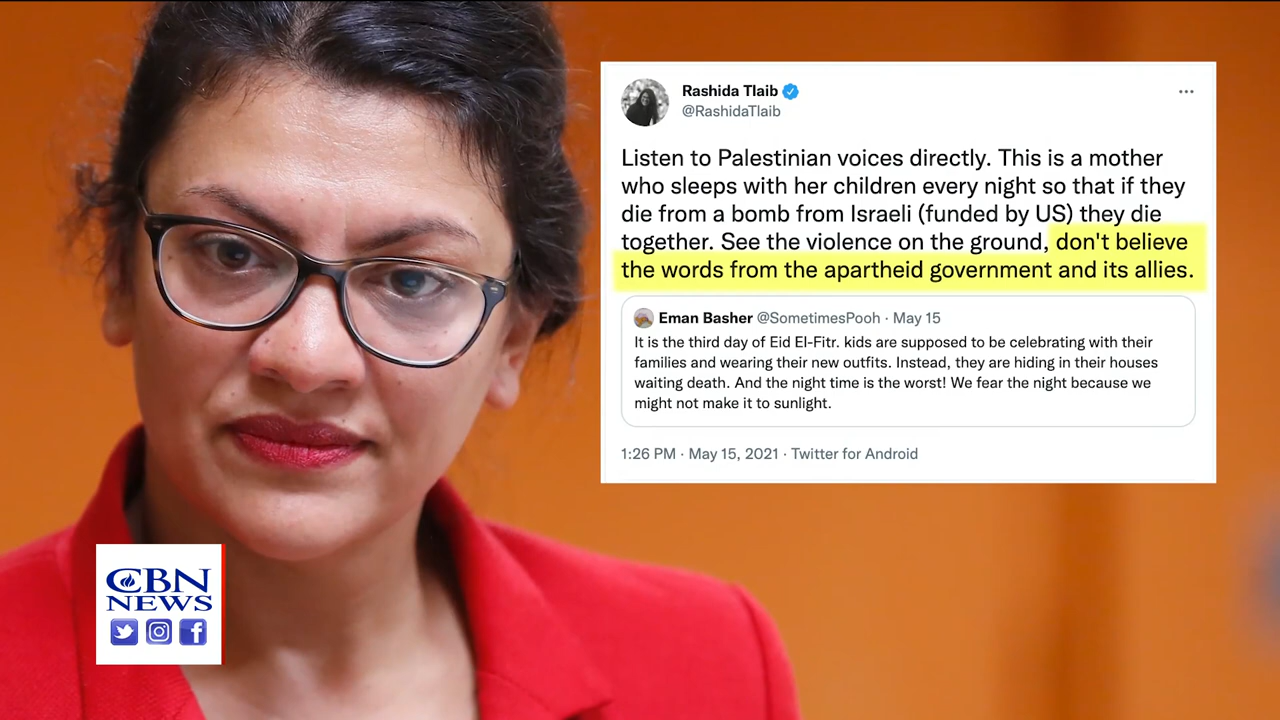 Rashida Tlaib
@RashidaTlaib
Listen to Palestinian voices directly. This is a mother
who sleeps with her children every night so that if they
die from a bomb from Israeli (funded by US) they die
together. See the violence on the ground, don't believe
the words from the apartheid government and its allies.
Eman Basher @SometimesPooh · May 15
It is the third day of Eid El-Fitr. kids are supposed to be celebrating with their
families and wearing their new outfits. Instead, they are hiding in their houses
waiting death. And the night time is the worst! We fear the night because we
might not make it to sunlight.
1:26 PM · May 15, 2021 · Twitter for Android
CBN
NEWS